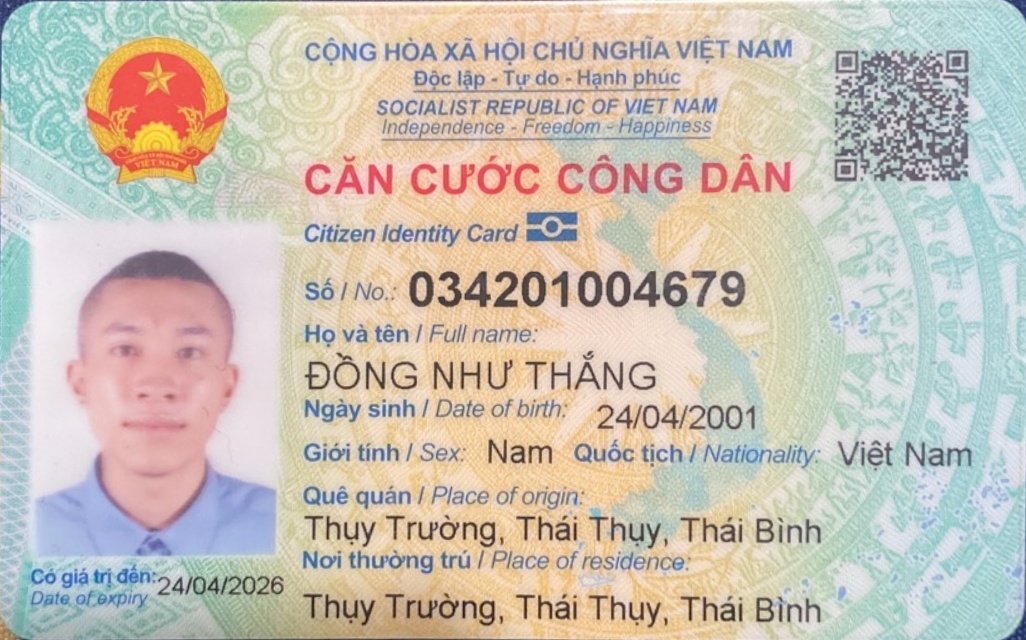 CỘNG HÒA XÃ HỘI CHỦ NGHĨA VIỆT NAM
Độc lập - Tự do - Hạnh phúc
SOCIALIST REPUBLIC OF VIET NAM
Independence - Freedom - Happiness
CĂN CƯỚC CÔNG DÂN
Citizen Identity Card
Số / No.: 034201004679
Họ và tên / Full name:
ĐỒNG NHƯ THẮNG
Ngày sinh / Date of birth: 24/04/2001
Giới tính / Sex: Nam Quốc tịch / Nationality: Việt Nam
Quê quán / Place of origin:
Thụy Trường, Thái Thụy, Thái Bình
Nơi thường trú / Place of residence:
Thụy Trường, Thái Thụy, Thái Bình
Có giá trị đến: 24/04/2026
Date of expiry
VIỆT NAM